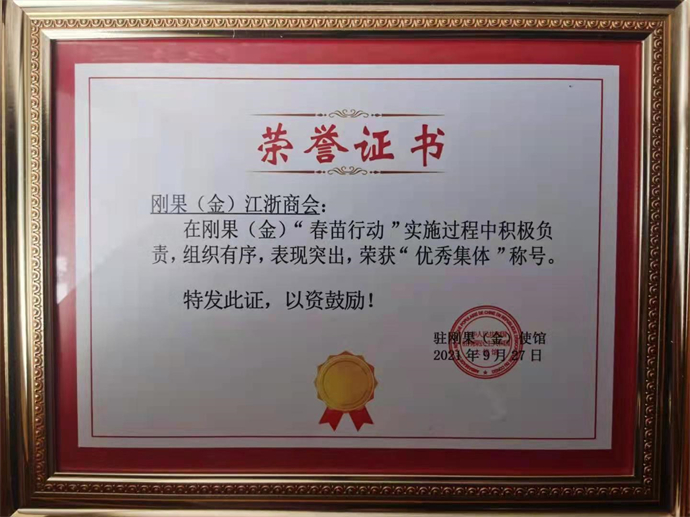 荣誉证书
刚果（金）江浙商会：
在刚果（金）“春苗行动”实施过程中积极负
责，组织有序，表现突出，荣获“优秀集体”称号。
特发此证，以资鼓励！
驻刚果（金）使馆
2021年9月27日